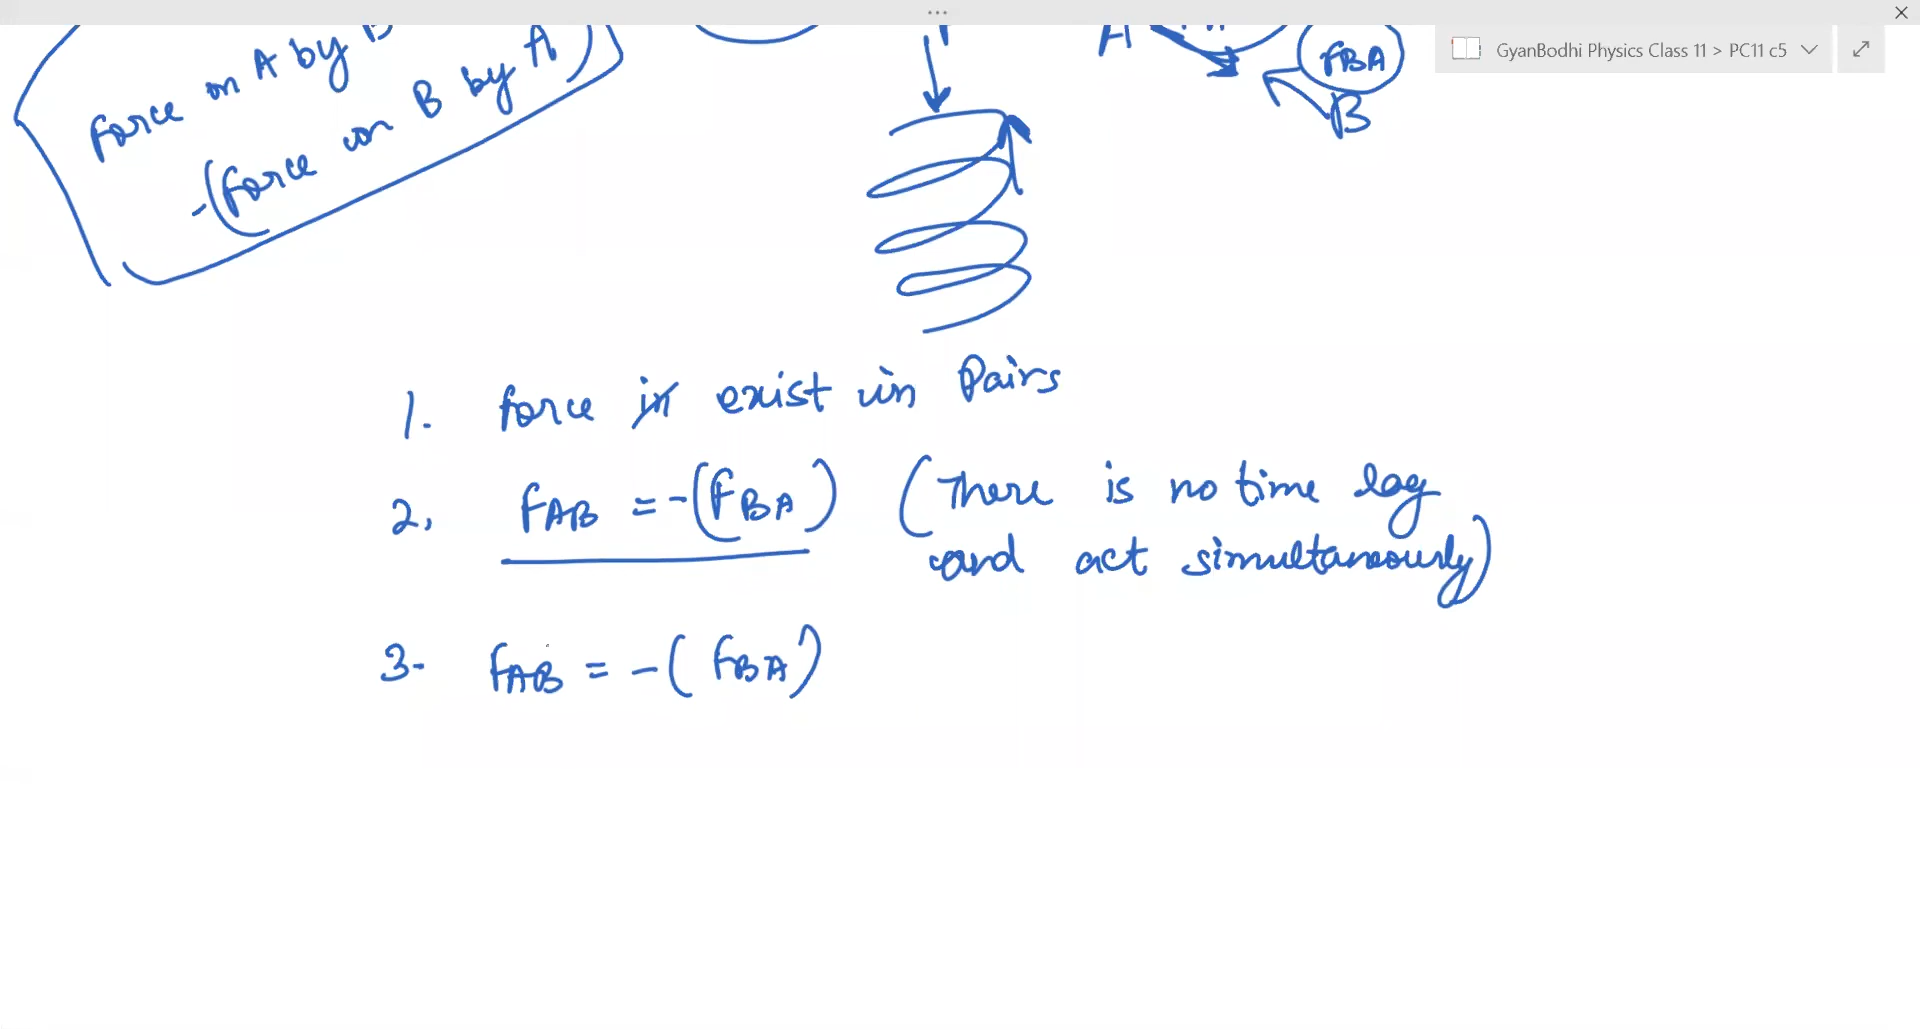 Force on A by B
-(Force on B by A)
A
FBA
B
GyanBodhi Physics Class 11 > PC11 c5
1. Force in exist in Pairs
2. FAB = -(FBA) (There is no time lag
and act simultaneously)
3- FAB = -(FBA)